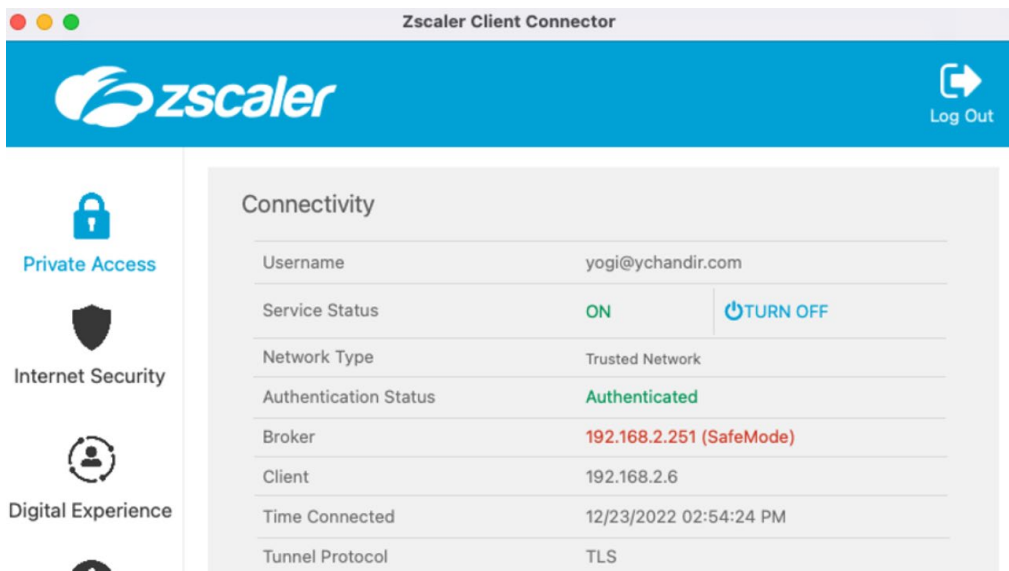 Zscaler Client Connector
zscaler
Log Out
Private Access
Internet Security
Digital Experience
Connectivity
Username yogi@ychandir.com
Service Status ON TURN OFF
Network Type Trusted Network
Authentication Status Authenticated
Broker 192.168.2.251 (SafeMode)
Client 192.168.2.6
Time Connected 12/23/2022 02:54:24 PM
Tunnel Protocol TLS